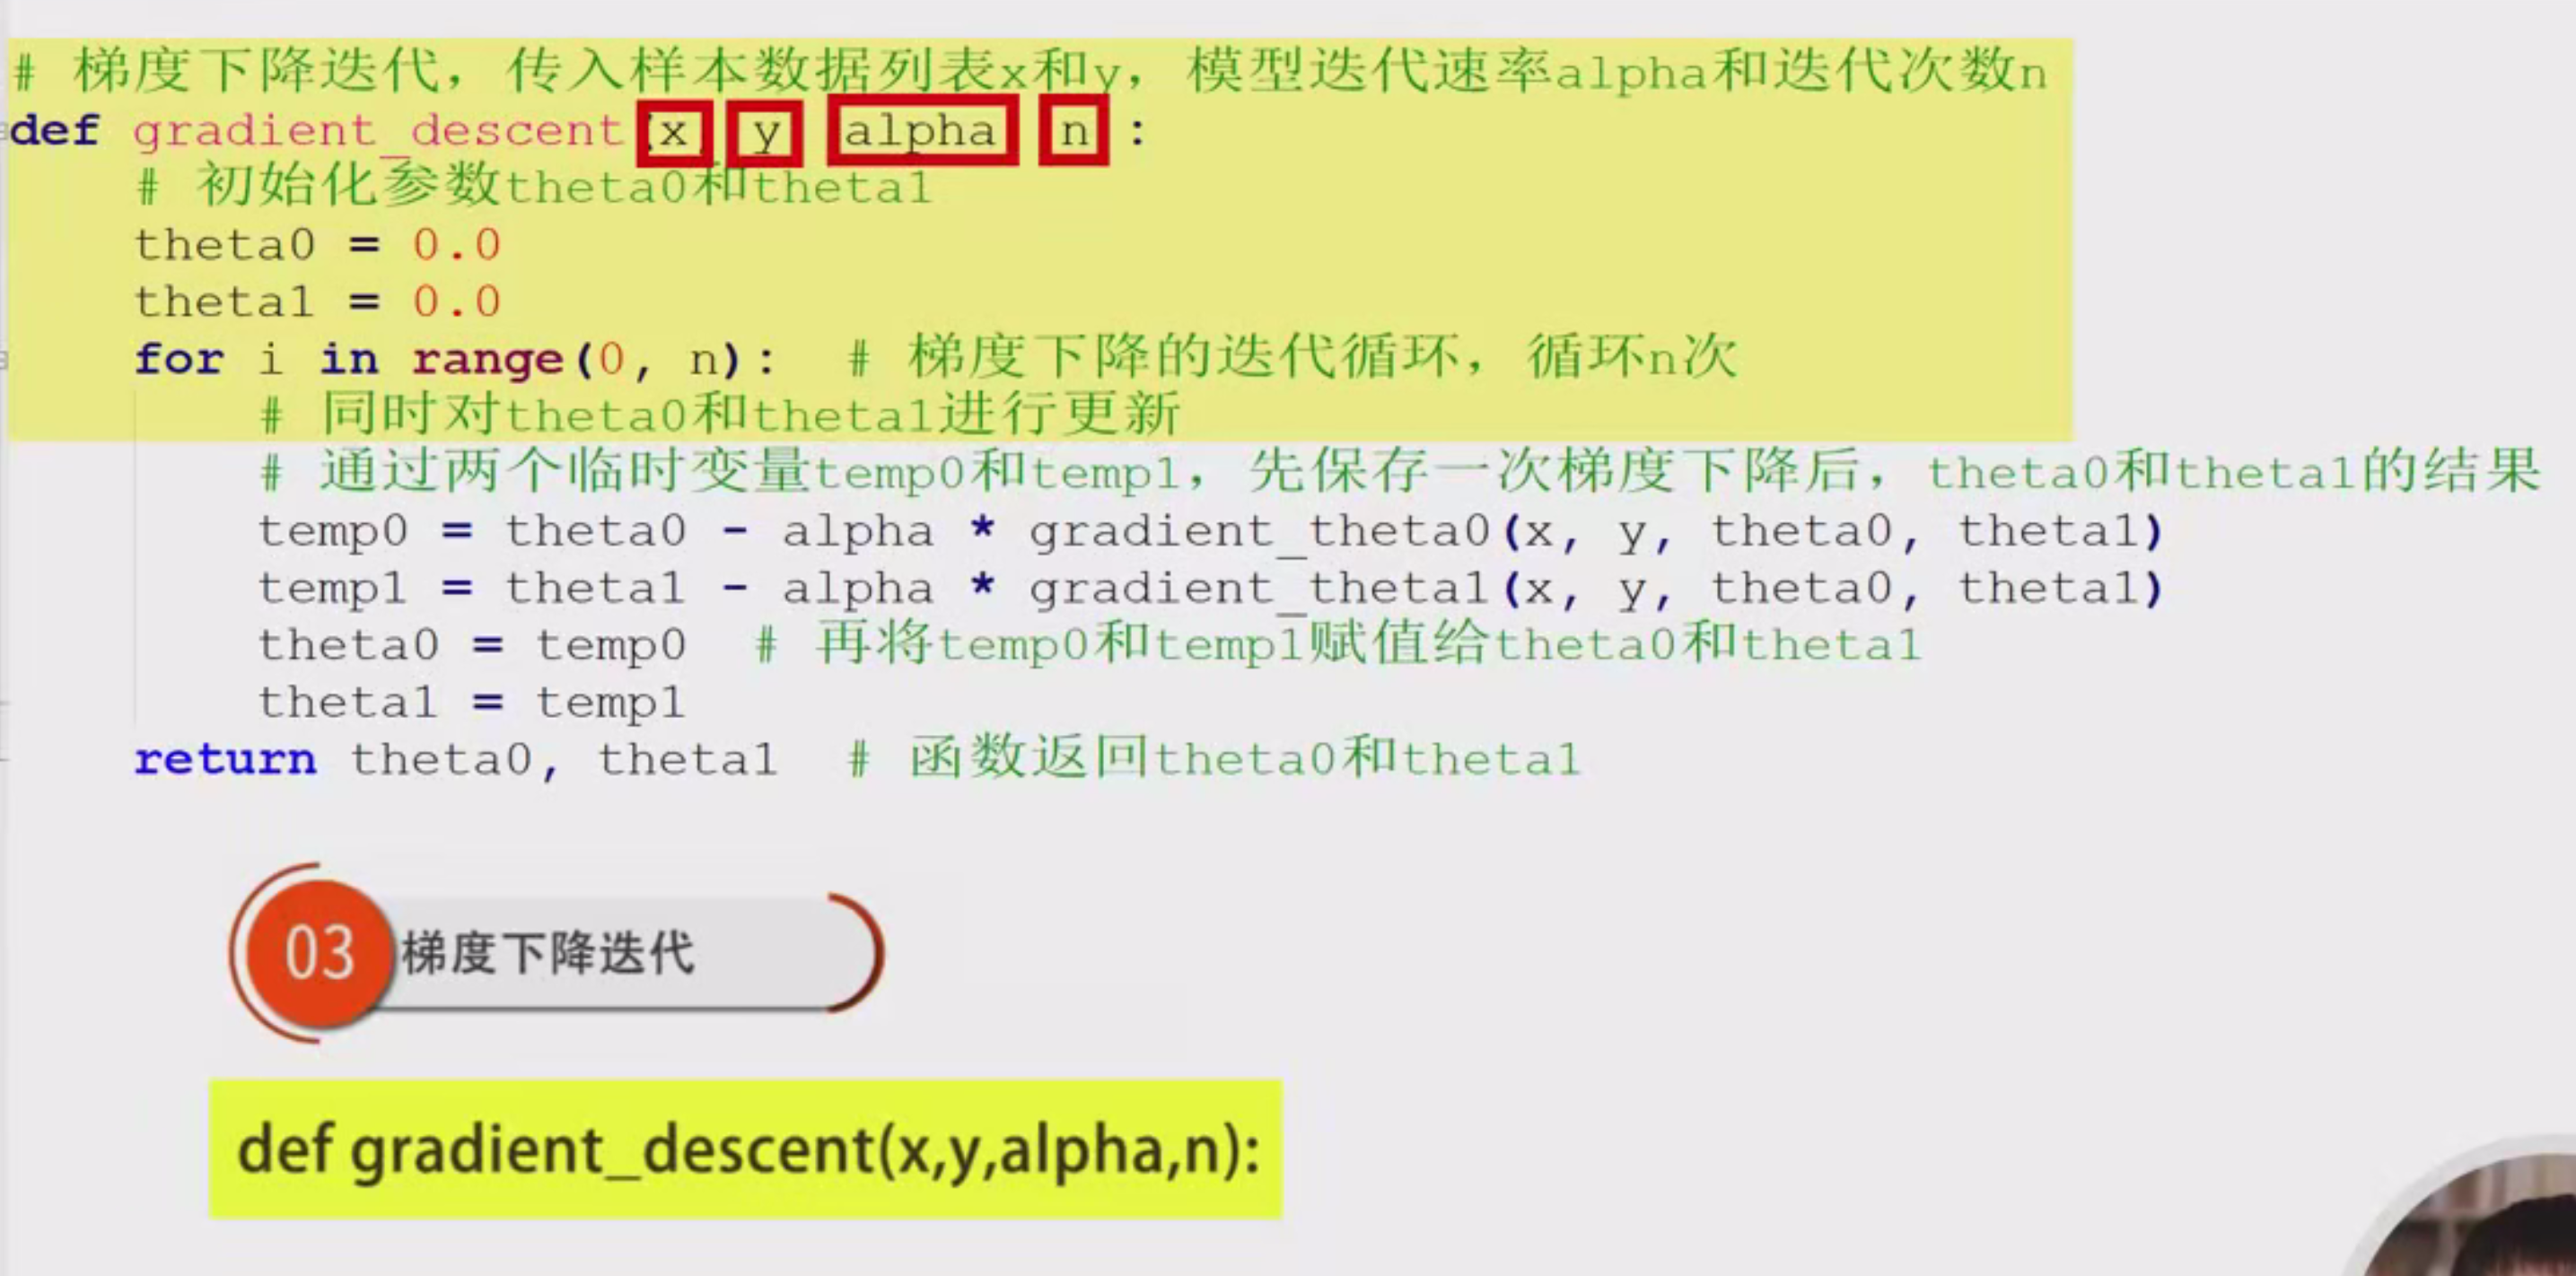 # 梯度下降迭代，传入样本数据列表x和y，模型迭代速率alpha和迭代次数n
def gradient_descent(x y alpha n :
# 初始化参数theta0和theta1
theta0 = 0.0
theta1 = 0.0
for i in range(0, n): # 梯度下降的迭代循环，循环n次
# 同时对theta0和theta1进行更新
# 通过两个临时变量temp0和temp1，先保存一次梯度下降后，theta0和theta1的结果
temp0 = theta0 - alpha * gradient_theta0(x, y, theta0, theta1)
temp1 = theta1 - alpha * gradient_theta1(x, y, theta0, theta1)
theta0 = temp0 # 再将temp0和temp1赋值给theta0和theta1
theta1 = temp1
return theta0, theta1 # 函数返回theta0和theta1
03 梯度下降迭代
def gradient_descent(x,y,alpha,n):